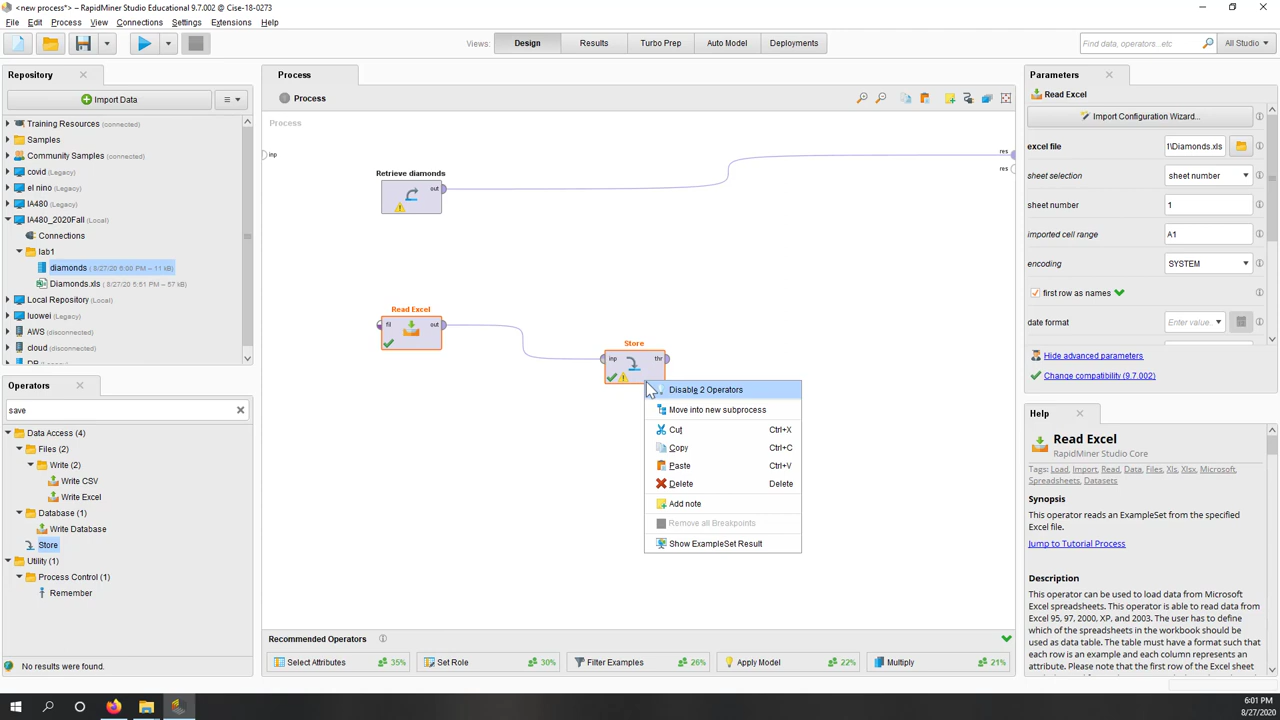 <new process*> – RapidMiner Studio Educational 9.7.002 @ Cise-18-0273
File Edit Process View Connections Settings Extensions Help
Views: Design Results Turbo Prep Auto Model Deployments
Find data, operators...etc All Studio
Repository
Import Data
Training Resources (connected)
Samples
Community Samples (connected)
covid (Legacy)
el nino (Legacy)
IA480 (Legacy)
IA480_2020Fall (Local)
Connections
lab1
diamonds (8/27/20 6:00 PM – 11 kB)
Diamonds.xls (8/27/20 5:51 PM – 57 kB)
Local Repository (Local)
luowei (Legacy)
AWS (Legacy)
cloud (Legacy)
DB (Legacy)
Operators
save
Data Access (4)
Files (2)
Write (2)
Write CSV
Write Excel
Database (1)
Write Database
Store
Utility (1)
Process Control (1)
Remember
No results were found.
Process
Process
Process
inp
res
res
Retrieve diamonds
out
Read Excel
fil out
Store
inp thr
Disable 2 Operators
Move into new subprocess
Cut Ctrl+X
Copy Ctrl+C
Paste Ctrl+V
Delete Delete
Add note
Remove all Breakpoints
Show ExampleSet Result
Recommended Operators
Select Attributes 35%
Set Role 30%
Filter Examples 26%
Apply Model 22%
Multiply 21%
Parameters
Read Excel
Import Configuration Wizard...
excel file 1\Diamonds.xls
sheet selection sheet number
sheet number 1
imported cell range A1
encoding SYSTEM
first row as names
date format Enter value...
Hide advanced parameters
Change compatibility (9.7.002)
Help
Read Excel
RapidMiner Studio Core
Tags: Load, Import, Read, Data, Files, Xls, Xlsx, Microsoft,
Spreadsheets, Datasets
Synopsis
This operator reads an ExampleSet from the specified
Excel file.
Jump to Tutorial Process
Description
This operator can be used to load data from Microsoft
Excel spreadsheets. This operator is able to read data from
Excel 95, 97, 2000, XP, and 2003. The user has to define
which of the spreadsheets in the workbook should be
used as data table. The table must have a format such that
each row is an example and each column represents an
attribute. Please note that the first row of the Excel sheet
6:01 PM
8/27/2020